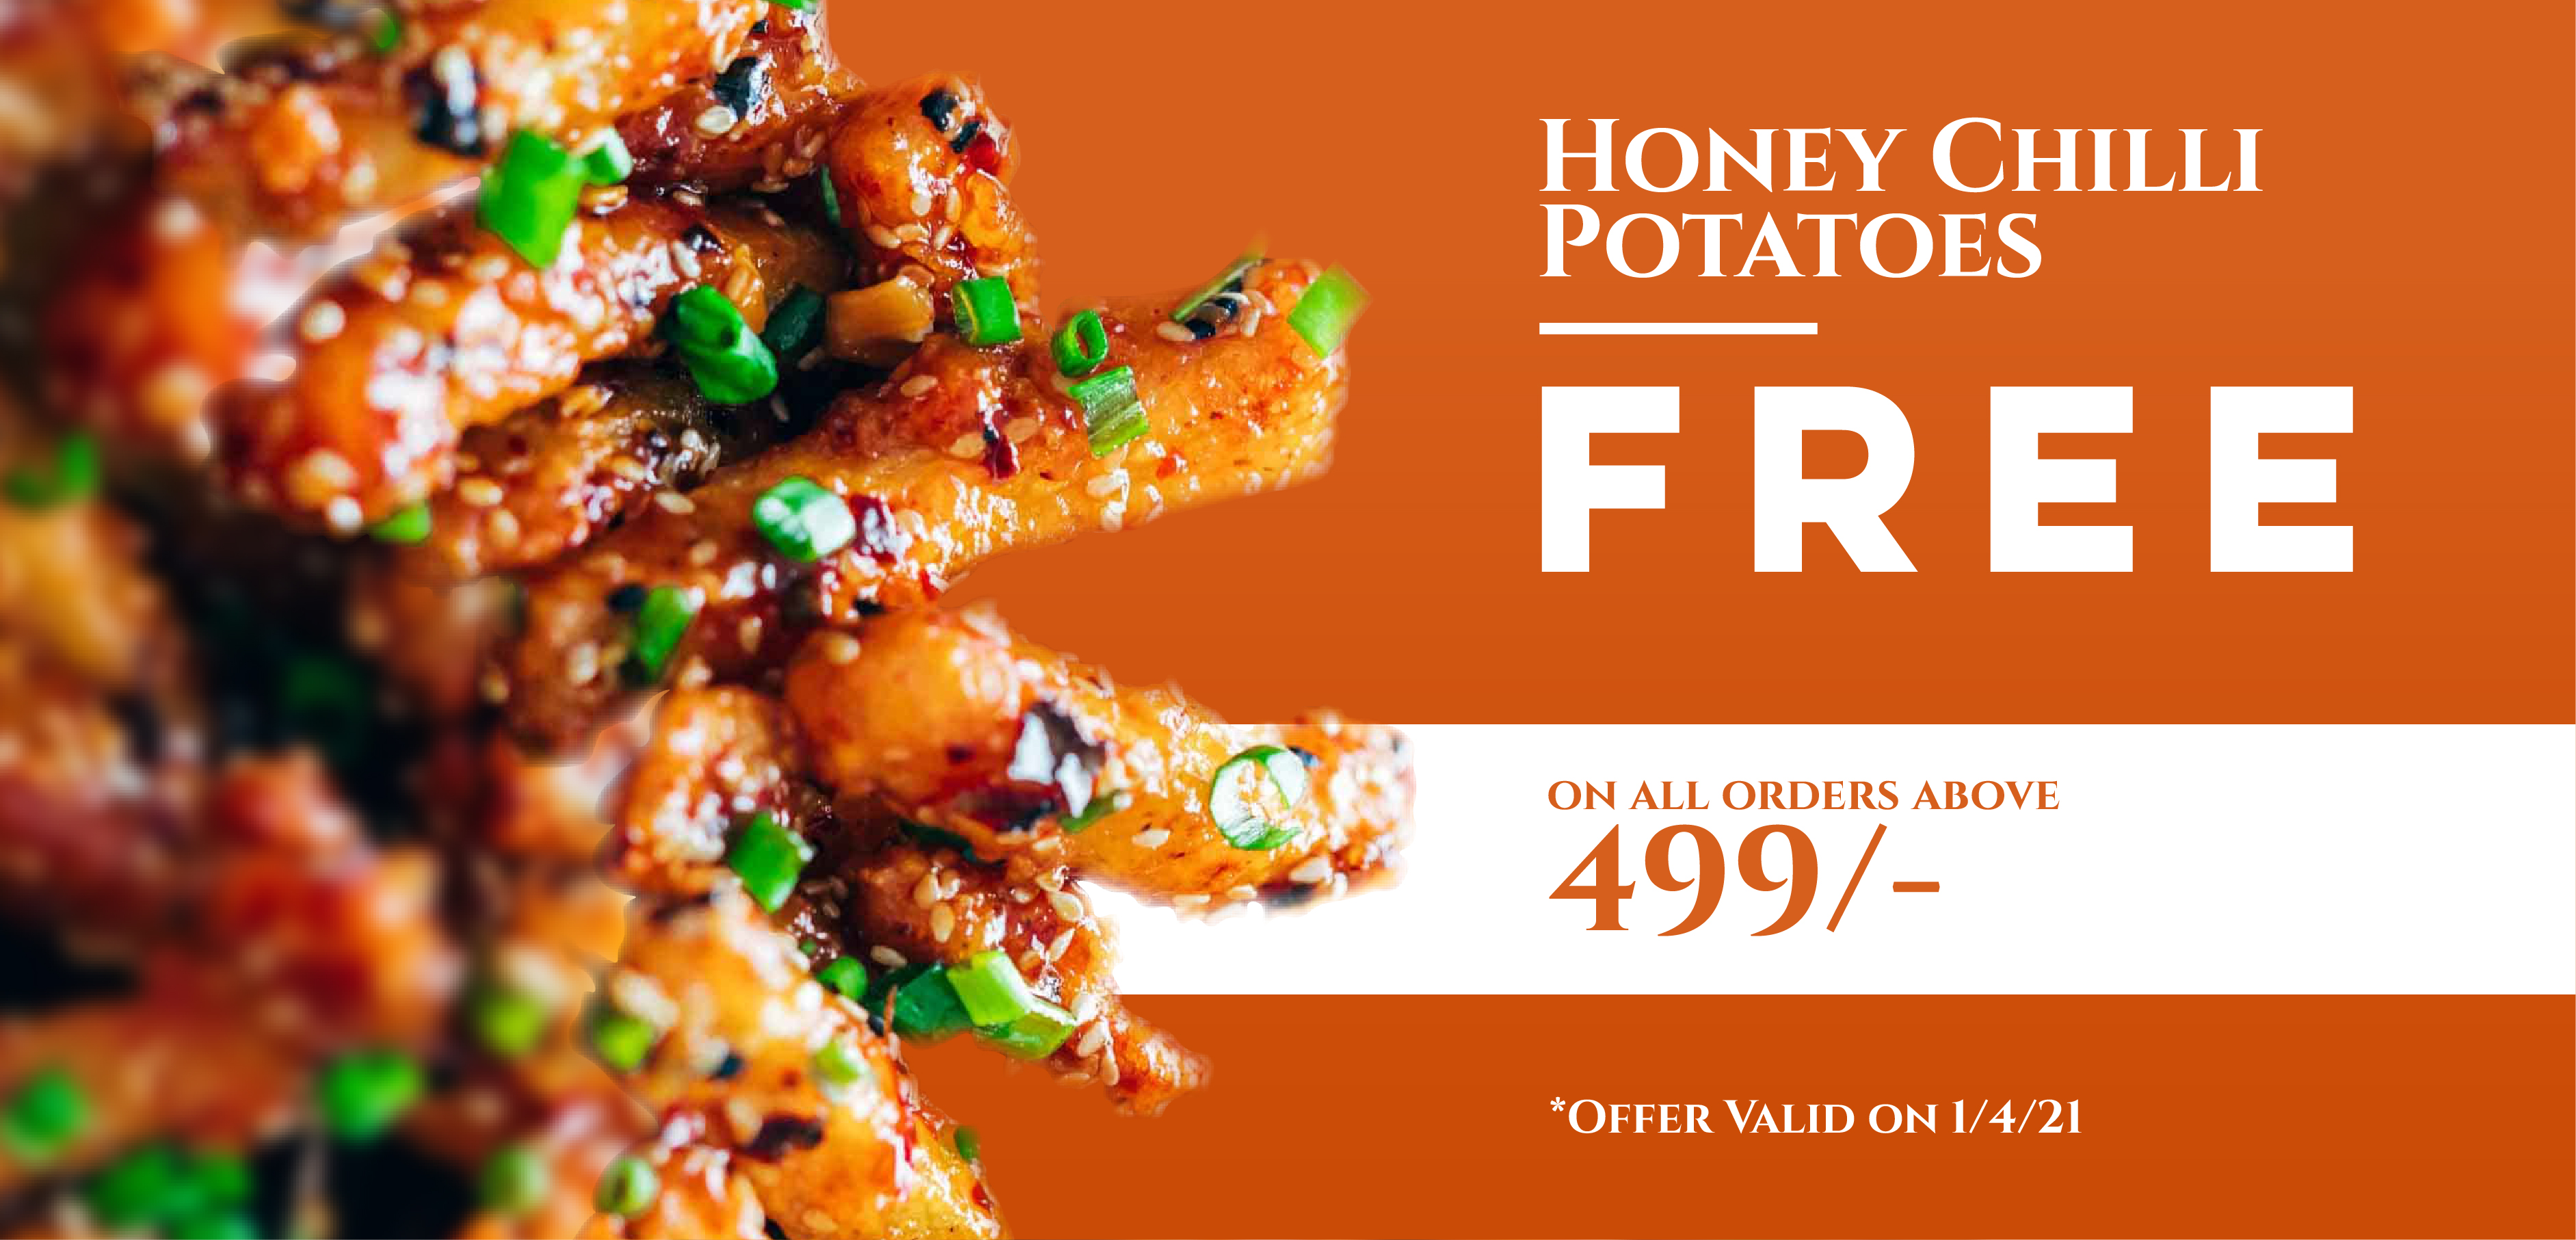 Honey Chilli
Potatoes
FREE
on all orders above
499/-
*Offer Valid on 1/4/21